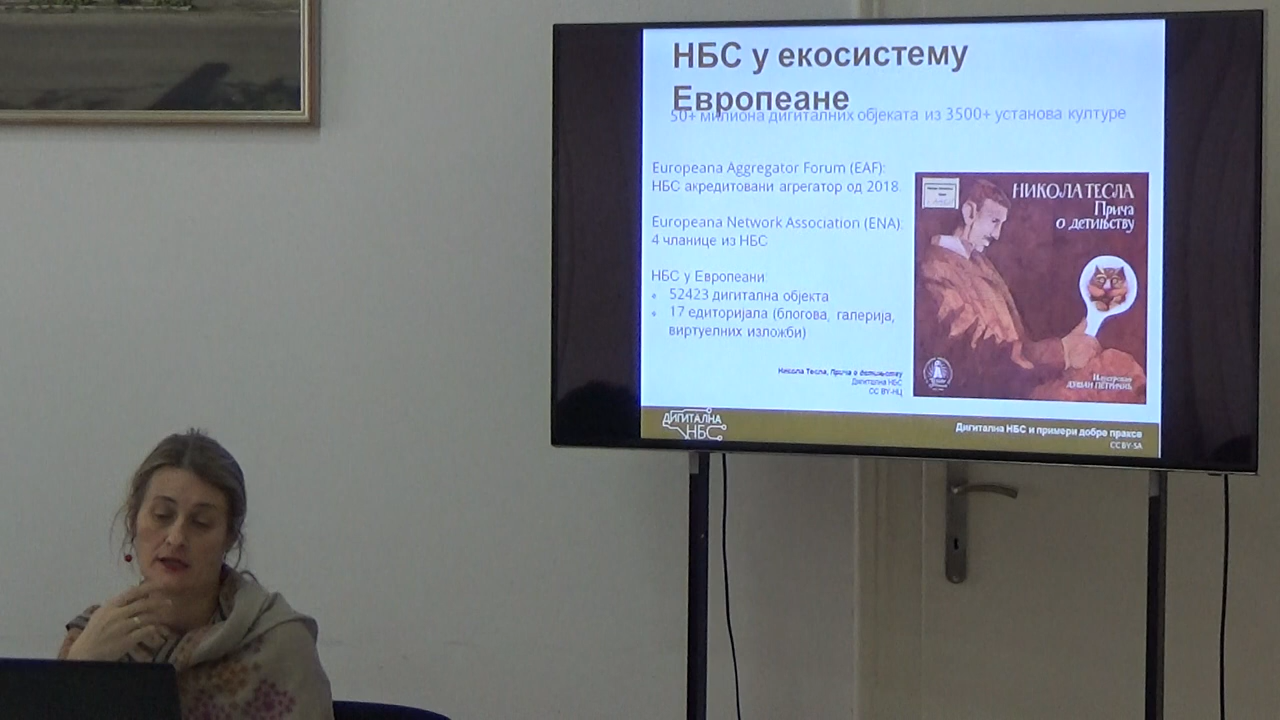 НБС у екосистему
Европеане
50+ милиона дигиталних објеката из 3500+ установа културе
Europeana Aggregator Forum (EAF):
НБС акредитовани агрегатор од 2018.
Europeana Network Association (ENA):
4 чланице из НБС
НБС у Европеани:
52423 дигитална објекта
17 едиторијала (блогова, галерија,
виртуелних изложби)
Никола Тесла, Прича о детињству
Дигитална НБС
CC BY-НЦ
НИКОЛА ТЕСЛА
Прича
о детињству
Илустровао
ДУШАН ПЕТРИЧИЋ
ДИГИТАЛНА
НБС
Дигитална НБС и примери добре праксе
CC BY-SA